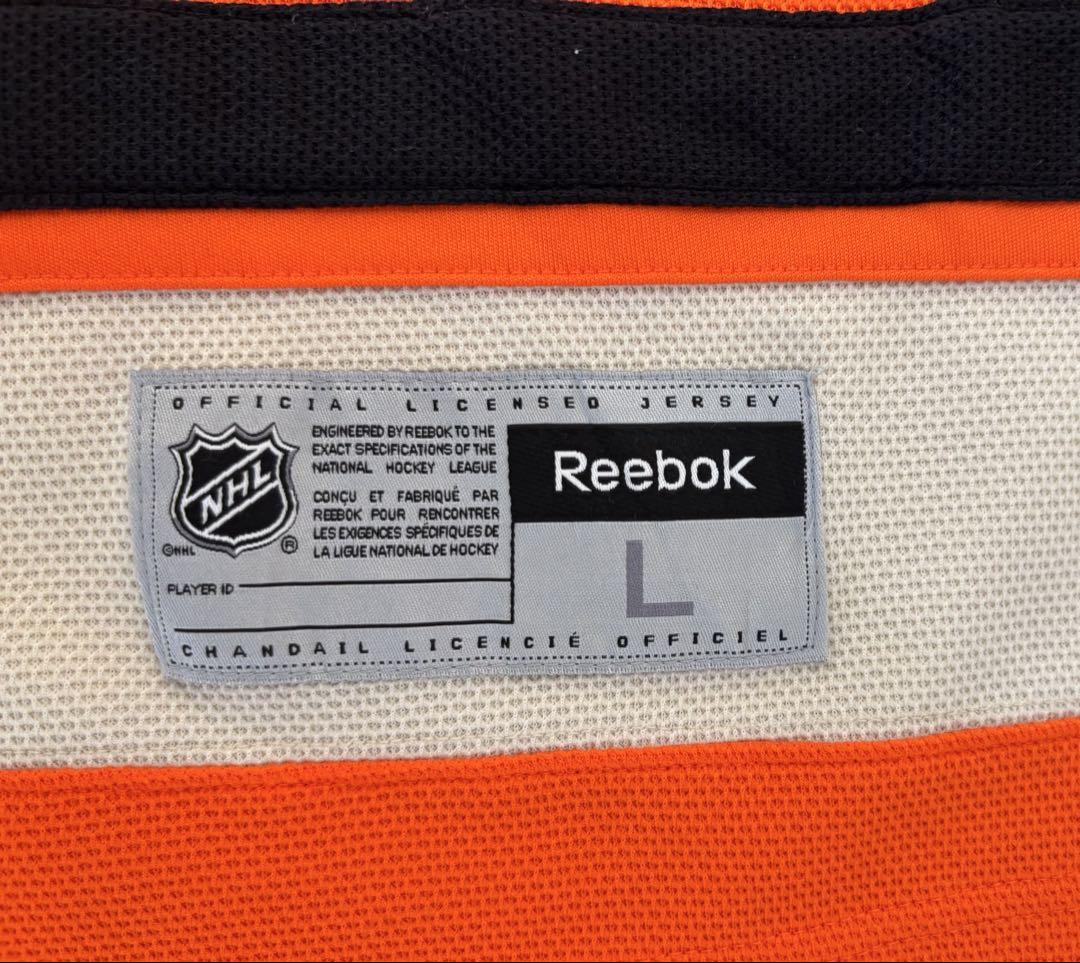 OFFICIAL LICENSED JERSEY
NHL
©NHL
®
ENGINEERED BY REEBOK TO THE
EXACT SPECIFICATIONS OF THE
NATIONAL HOCKEY LEAGUE
CONÇU ET FABRIQUÉ PAR
REEBOK POUR RENCONTRER
LES EXIGENCES SPÉCIFIQUES DE
LA LIGUE NATIONAL DE HOCKEY
Reebok
L
PLAYER ID
CHANDAIL LICENCIÉ OFFICIEL